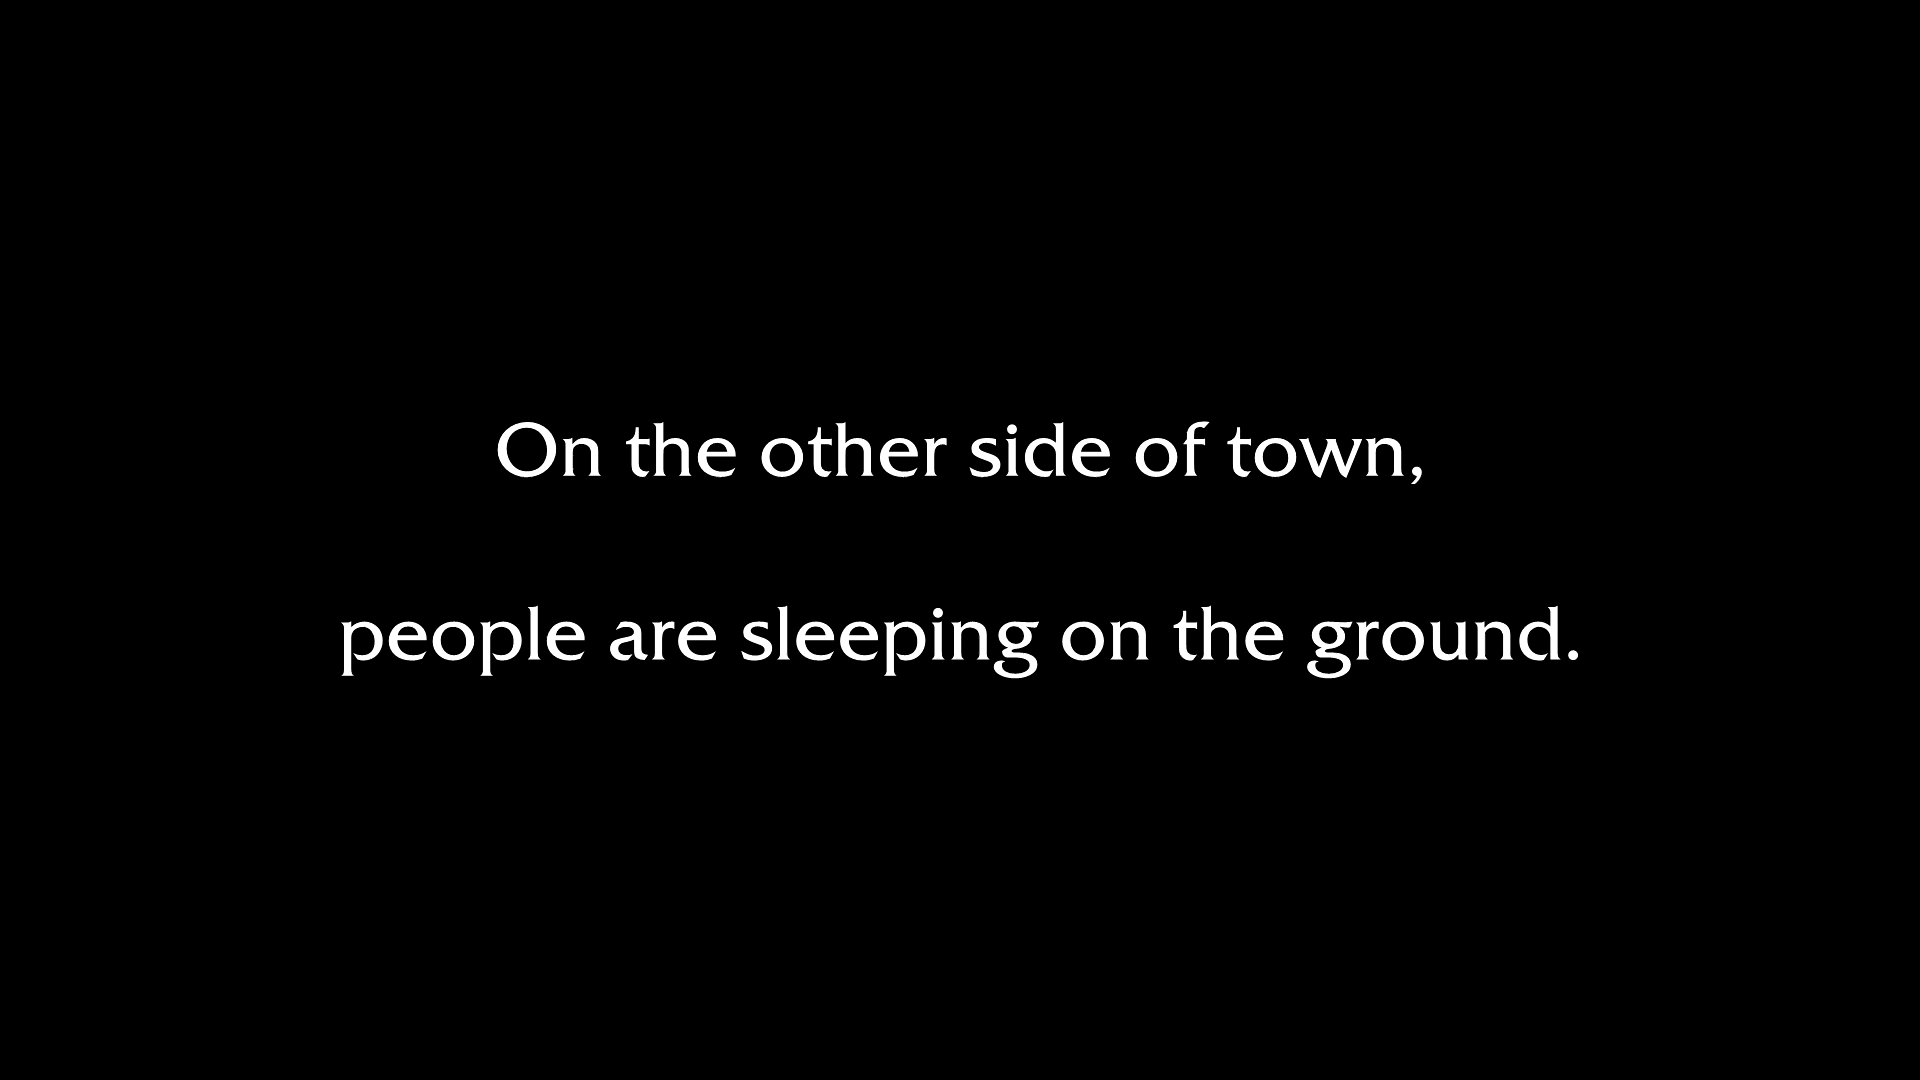 On the other side of town,
people are sleeping on the ground.